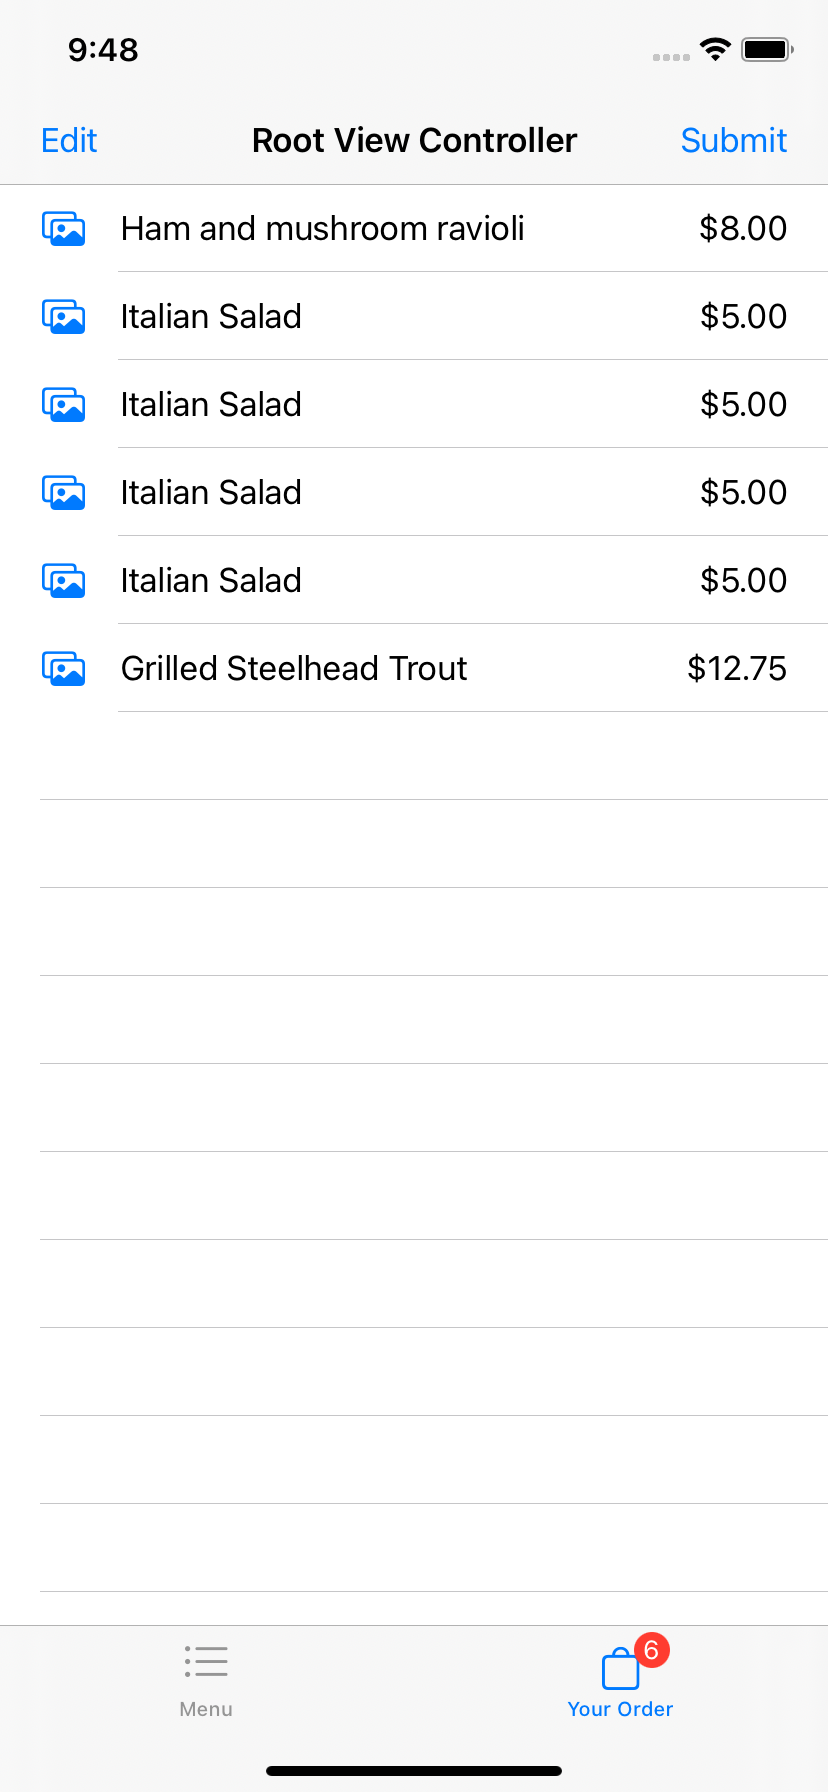 9:48
Edit Root View Controller Submit
Ham and mushroom ravioli $8.00
Italian Salad $5.00
Italian Salad $5.00
Italian Salad $5.00
Italian Salad $5.00
Grilled Steelhead Trout $12.75
6
Menu Your Order